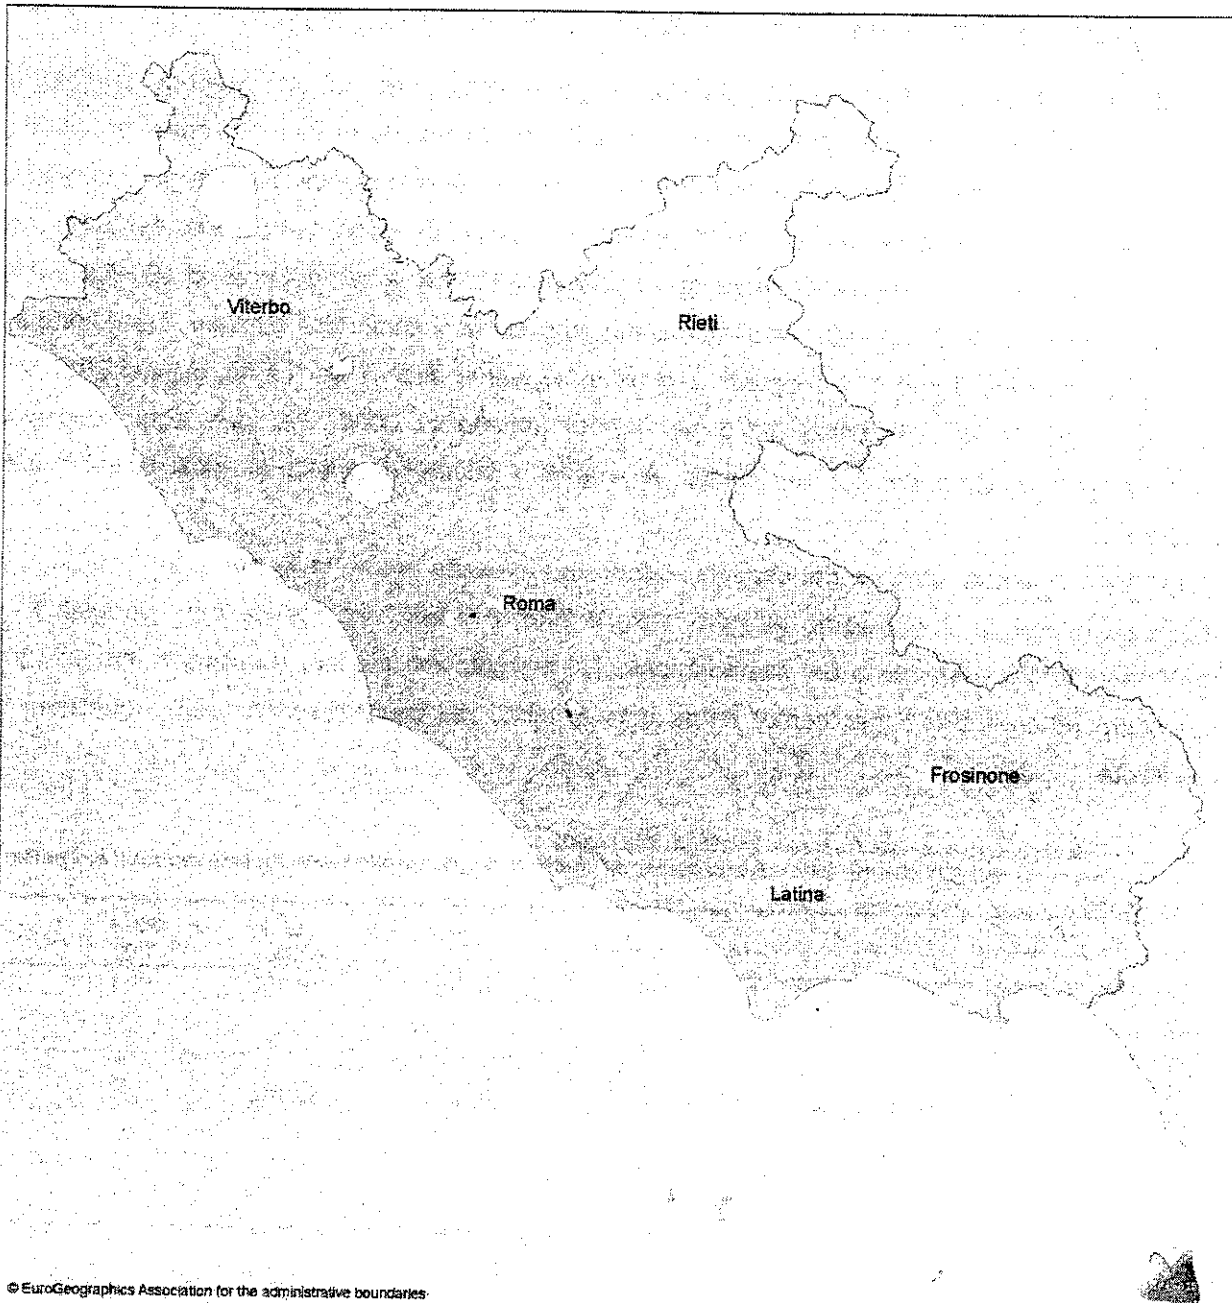 Viterbo
Rieti
Roma
Frosinone
Latina
© EuroGeographics Association for the administrative boundaries